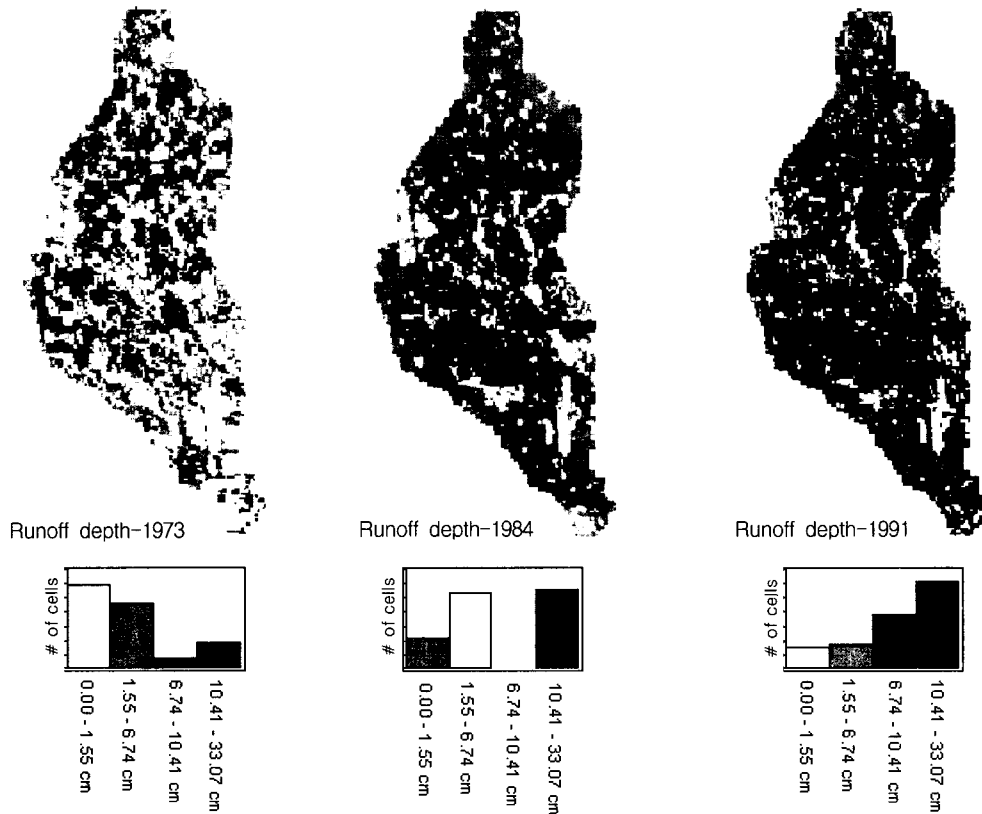 Runoff depth-1973
Runoff depth-1984
Runoff depth-1991
# of cells
0.00 - 1.55 cm
1.55 - 6.74 cm
6.74 - 10.41 cm
10.41 - 33.07 cm
# of cells
0.00 - 1.55 cm
1.55 - 6.74 cm
6.74 - 10.41 cm
10.41 - 33.07 cm
# of cells
0.00 - 1.55 cm
1.55 - 6.74 cm
6.74 - 10.41 cm
10.41 - 33.07 cm